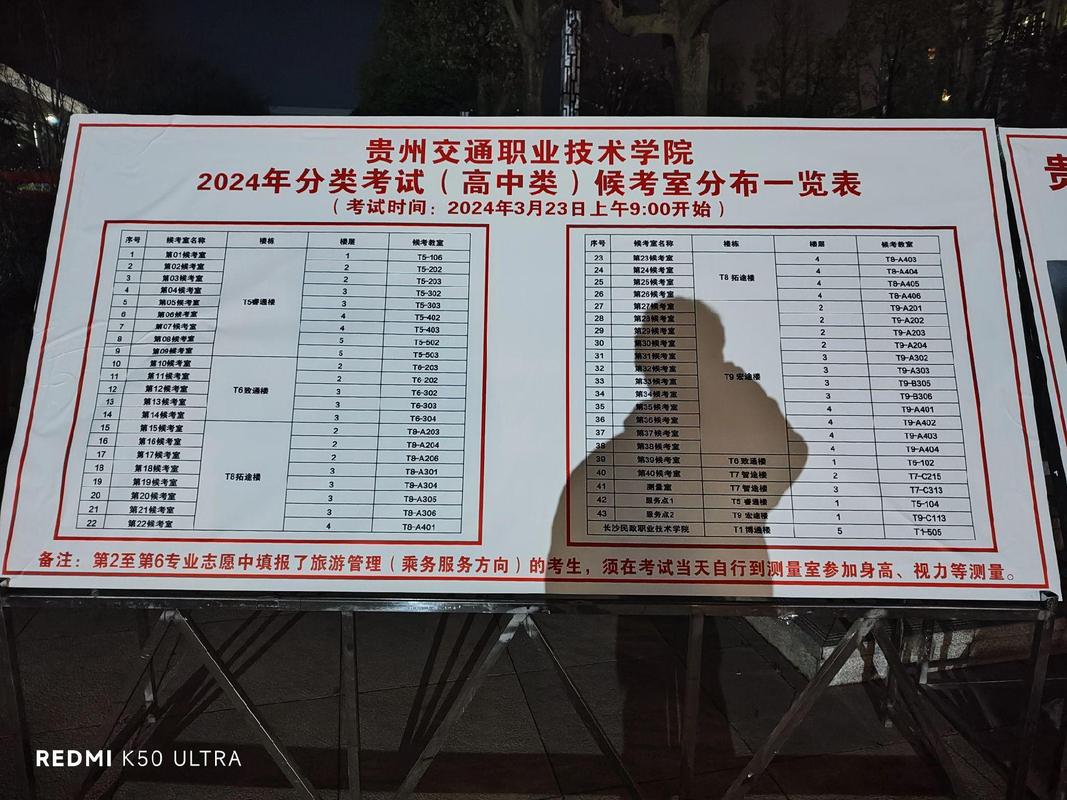 贵州交通职业技术学院
2024年分类考试（高中类）候考室分布一览表
（考试时间：2024年3月23日上午9:00开始）
序号 候考室名称 楼栋 楼层 候考教室
1 第01候考室 T5睿通楼 1 T5-106
2 第02候考室 2 T5-202
3 第03候考室 2 T5-203
4 第04候考室 3 T5-302
5 第05候考室 3 T5-303
6 第06候考室 4 T5-402
7 第07候考室 4 T5-403
8 第08候考室 5 T5-502
9 第09候考室 5 T5-503
10 第10候考室 T6致通楼 2 T6-203
11 第11候考室 2 T6-202
12 第12候考室 3 T6-302
13 第13候考室 3 T6-303
14 第14候考室 3 T6-304
15 第15候考室 T8拓途楼 2 T8-A203
16 第16候考室 2 T8-A204
17 第17候考室 2 T8-A206
18 第18候考室 3 T8-A301
19 第19候考室 3 T8-A304
20 第20候考室 3 T8-A305
21 第21候考室 3 T8-A306
22 第22候考室 4 T8-A401
序号 候考室名称 楼栋 楼层 候考教室
23 第23候考室 T8 拓途楼 4 T8-A403
24 第24候考室 4 T8-A404
25 第25候考室 4 T8-A405
26 第26候考室 4 T8-A406
27 第27候考室 T9 宏途楼 2 T9-A201
28 第28候考室 2 T9-A202
29 第29候考室 2 T9-A203
30 第30候考室 2 T9-A204
31 第31候考室 3 T9-A302
32 第32候考室 3 T9-A303
33 第33候考室 3 T9-B305
34 第34候考室 3 T9-B306
35 第35候考室 4 T9-A401
36 第36候考室 4 T9-A402
37 第37候考室 4 T9-A403
38 第38候考室 4 T9-A404
39 第39候考室 T6 致通楼 1 T5-102
40 第40候考室 T7 智途楼 2 T7-C215
41 测量室 T7 智途楼 3 T7-C313
42 服务点1 T5 睿通楼 1 T5-104
43 服务点2 T9 宏途楼 1 T9-C113
长沙民政职业技术学院 T1 博通楼 5 T1-505
备注：第2至第6专业志愿中填报了旅游管理（乘务服务方向）的考生，须在考试当天自行到测量室参加身高、视力等测量。
贵
REDMI K50 ULTRA